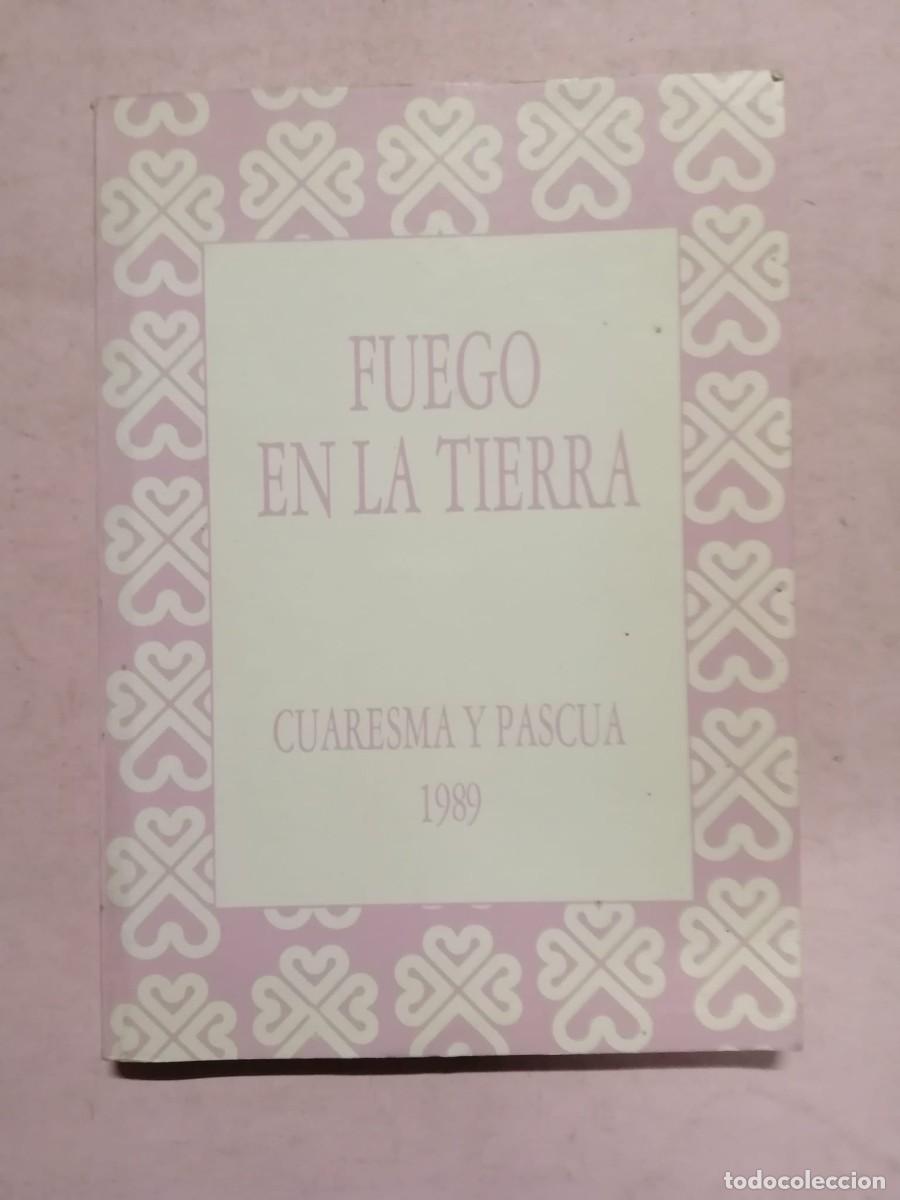 FUEGO
EN LA TIERRA
CUARESMA Y PASCUA
1989
todocoleccion